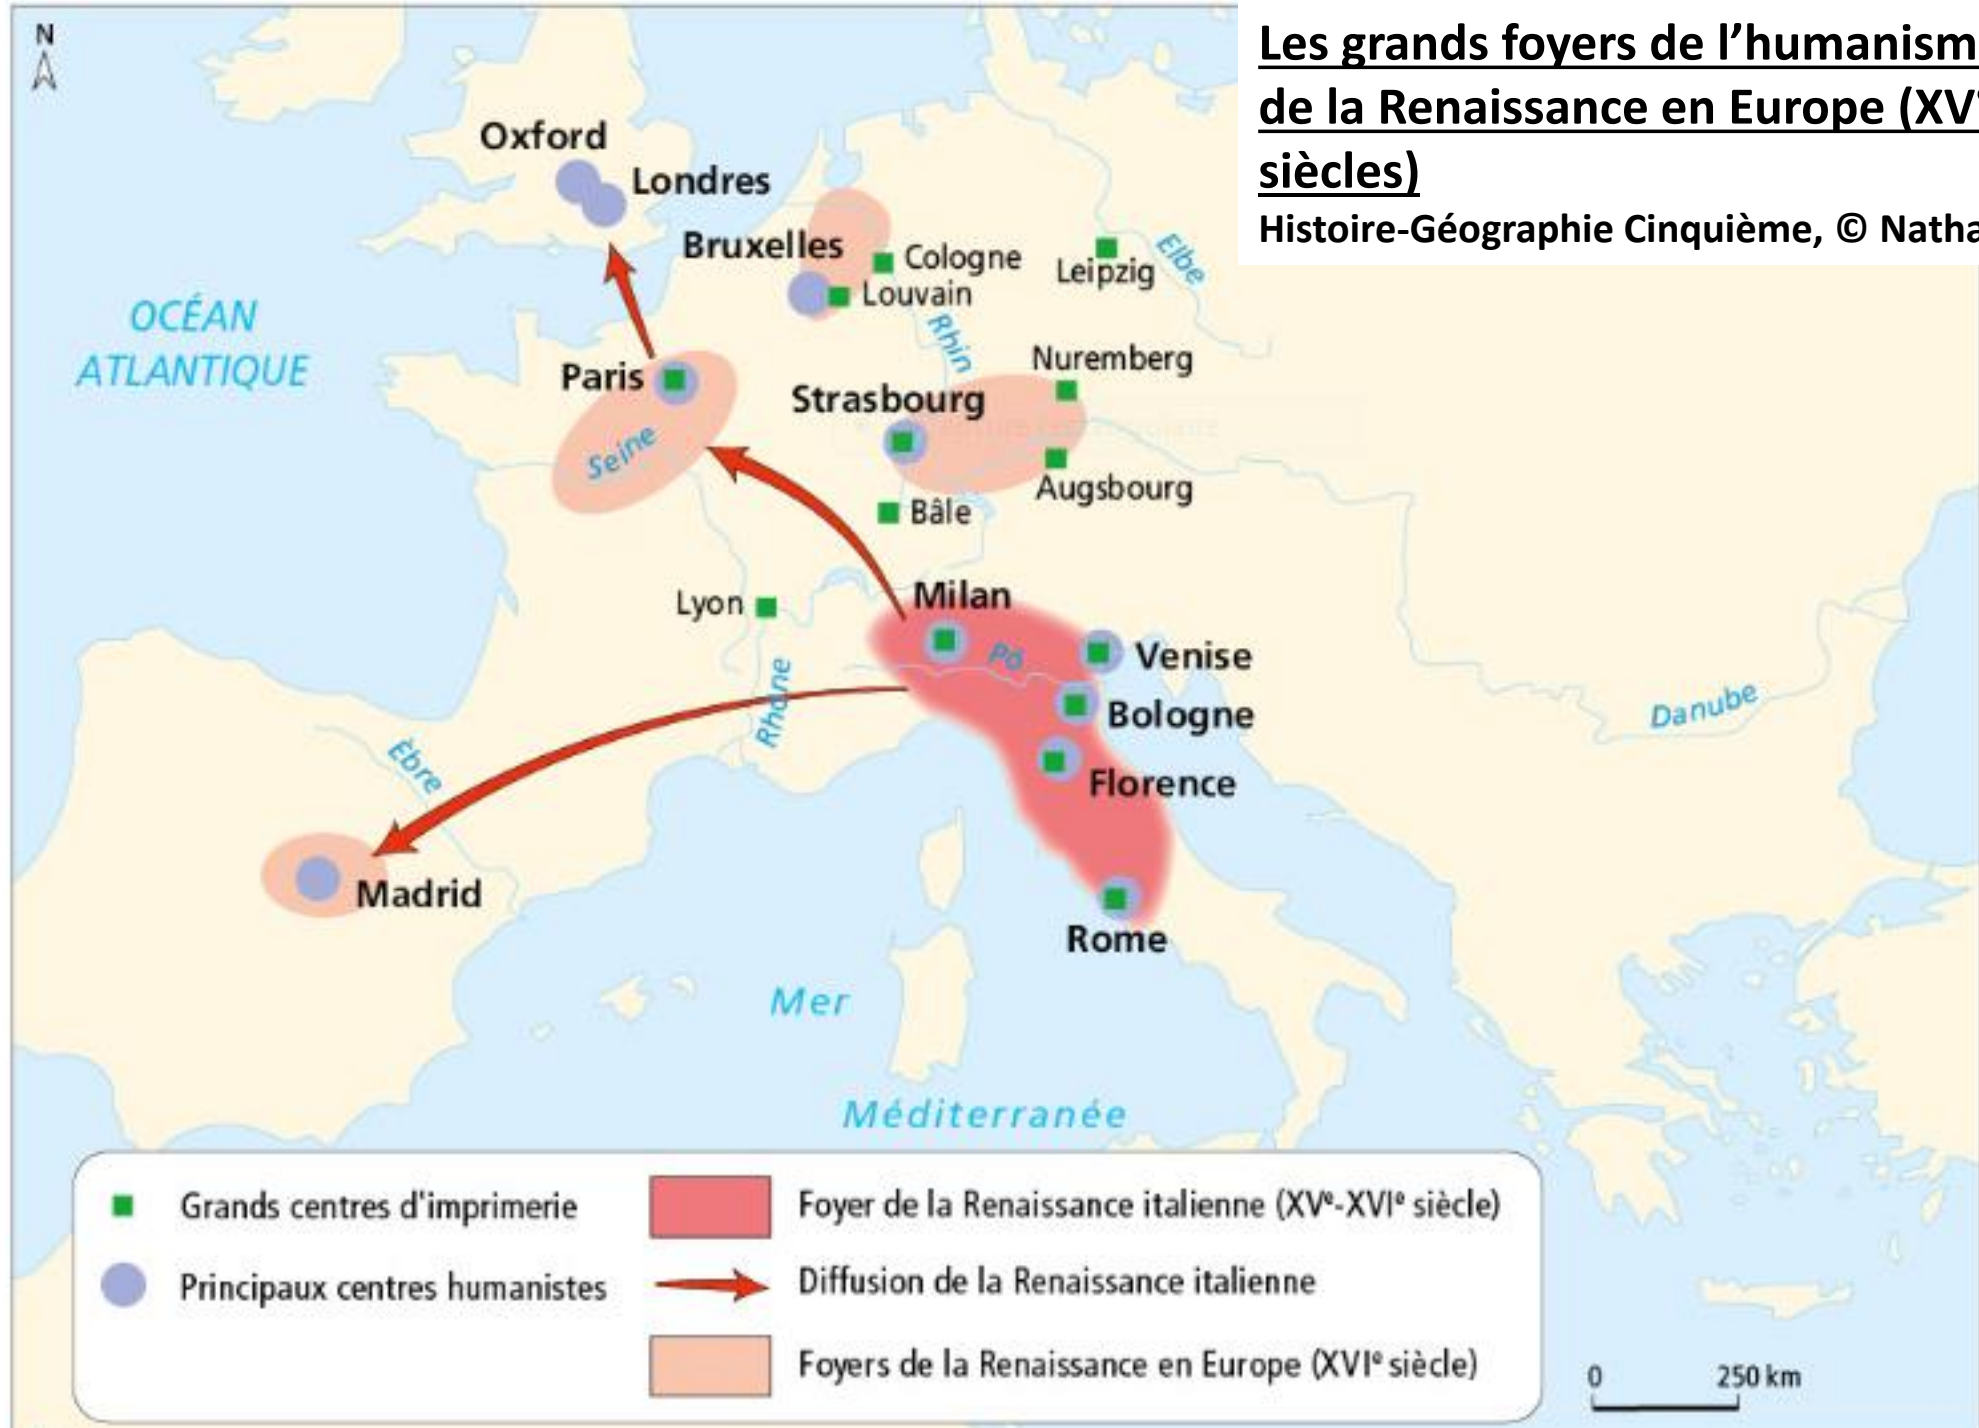 Les grands foyers de l’humanism
de la Renaissance en Europe (XVe
siècles)
Histoire-Géographie Cinquième, © Natha
N
Oxford
Londres
Bruxelles
Cologne
Louvain
Leipzig
Elbe
OCÉAN
ATLANTIQUE
Rhin
Nuremberg
Paris
Strasbourg
Seine
Augsbourg
Bâle
Milan
Lyon
Pô
Venise
Rhône
Bologne
Danube
Èbre
Florence
Madrid
Rome
Mer
Méditerranée
Grands centres d'imprimerie
Principaux centres humanistes
Foyer de la Renaissance italienne (XVe-XVIe siècle)
Diffusion de la Renaissance italienne
Foyers de la Renaissance en Europe (XVIe siècle)
0 250 km